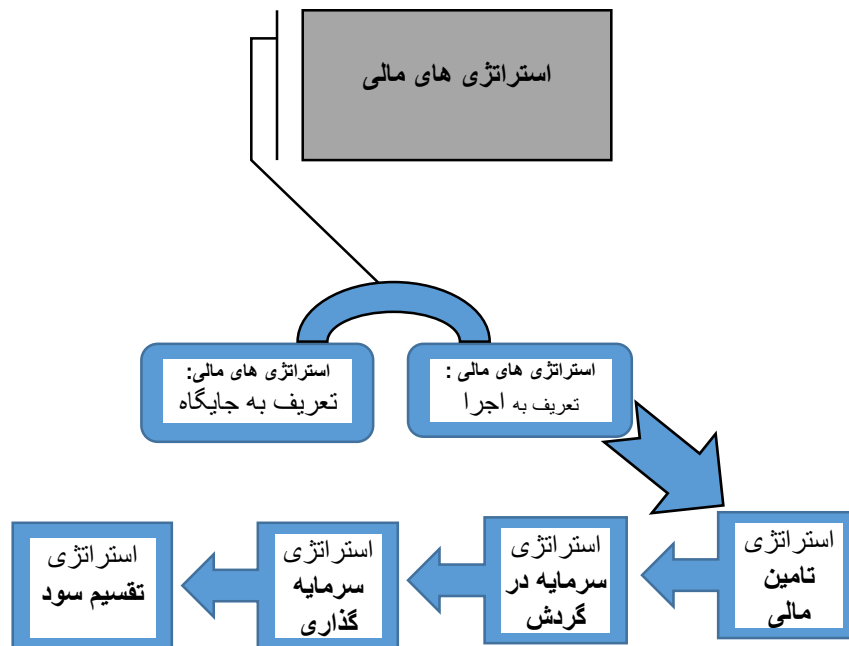 استراتژی های مالی
استراتژی های مالی :
تعریف به اجرا
استراتژی های مالی:
تعریف به جایگاه
استراتژی
تامین
مالی
استراتژی
سرمایه در
گردش
استراتژی
سرمایه
گذاری
استراتژی
تقسیم سود